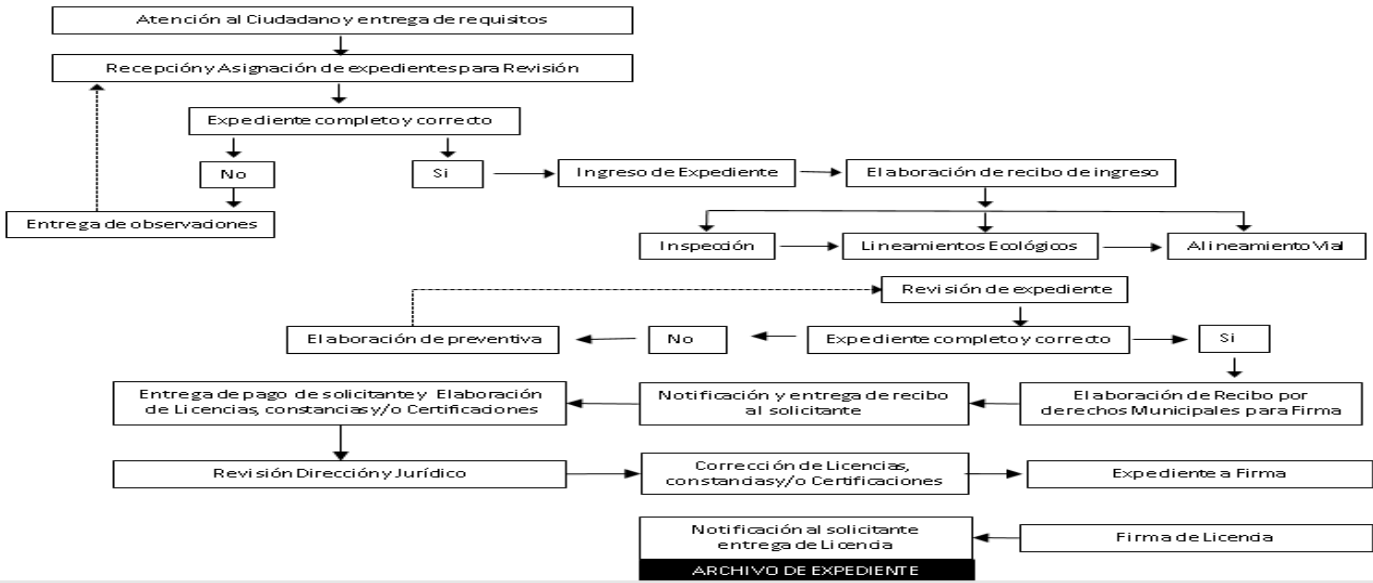 Atención al Ciudadano y entrega de requisitos
Recepción y Asignación de expedientes para Revisión
Expediente completo y correcto
No
Si
Ingreso de Expediente
Elaboración de recibo de ingreso
Entrega de observaciones
Inspección
Lineamientos Ecológicos
Alineamiento Vial
Revisión de expediente
Elaboración de preventiva
No
Expediente completo y correcto
Si
Entrega de pago de solicitante y Elaboración
de Licencias, constancias y/o Certificaciones
Notificación y entrega de recibo
al solicitante
Elaboración de Recibo por
derechos Municipales para Firma
Revisión Dirección y Jurídico
Corrección de Licencias,
constancias y/o Certificaciones
Expediente a Firma
Notificación al solicitante
entrega de Licencia
Firma de Licencia
ARCHIVO DE EXPEDIENTE